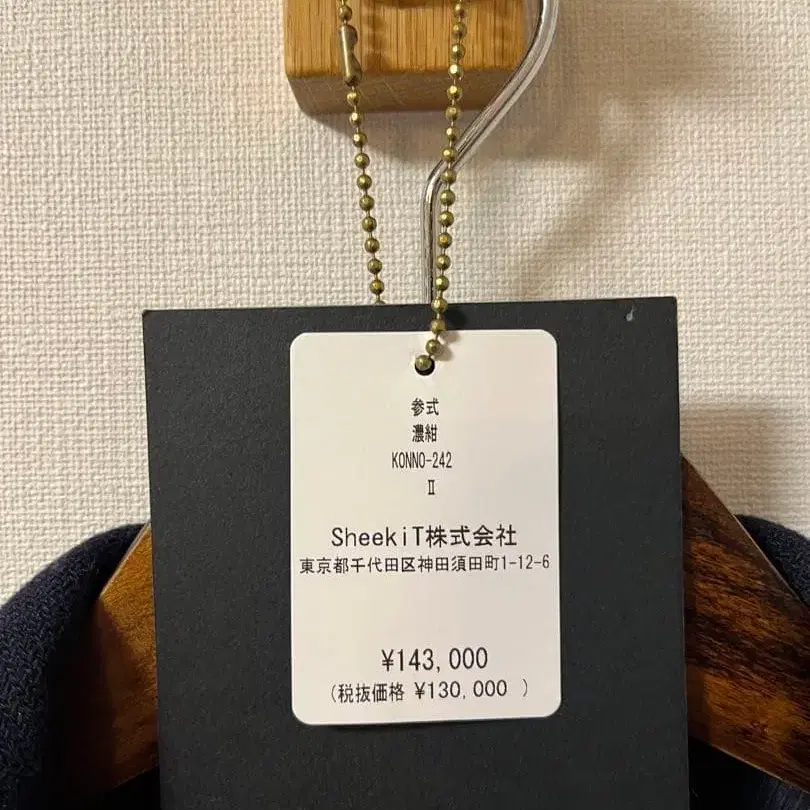 参式
濃紺
KONNO-242
Ⅱ
SheekiT株式会社
東京都千代田区神田須田町1-12-6
¥143,000
(税抜価格 ¥130,000 )